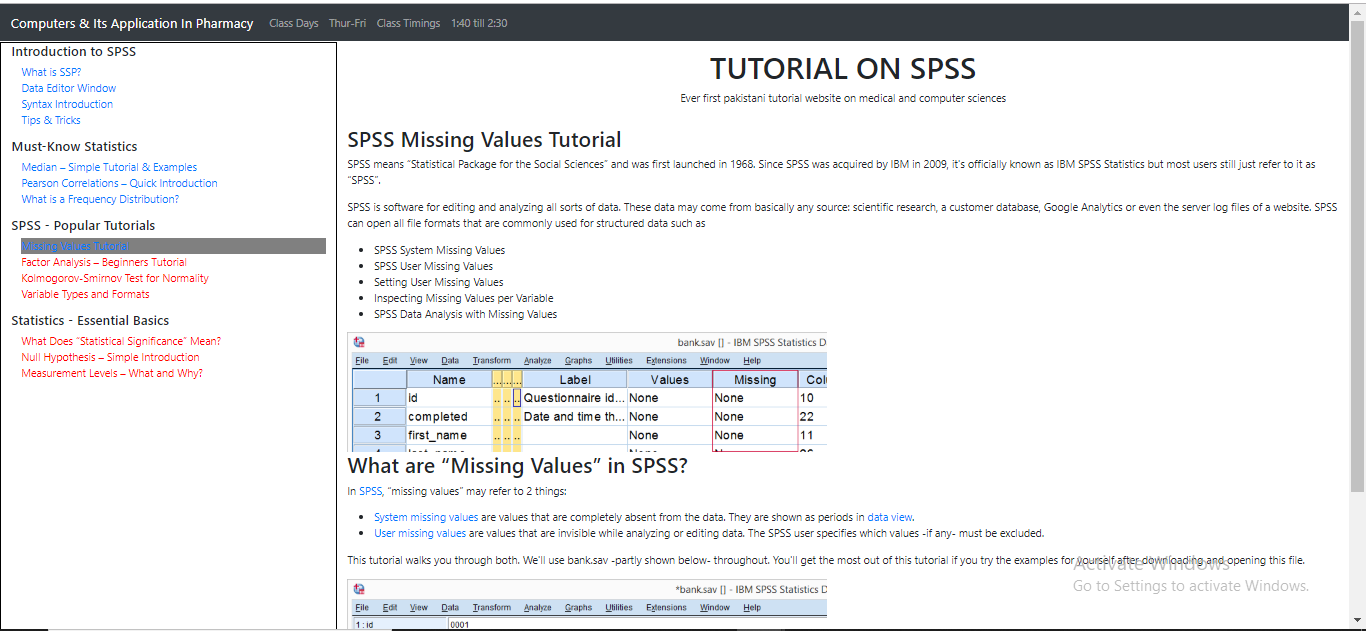 Computers & Its Application In Pharmacy Class Days Thur-Fri Class Timings 1:40 till 2:30
Introduction to SPSS
What is SSP?
Data Editor Window
Syntax Introduction
Tips & Tricks
Must-Know Statistics
Median – Simple Tutorial & Examples
Pearson Correlations – Quick Introduction
What is a Frequency Distribution?
SPSS - Popular Tutorials
Missing Values Tutorial
Factor Analysis – Beginners Tutorial
Kolmogorov-Smirnov Test for Normality
Variable Types and Formats
Statistics - Essential Basics
What Does "Statistical Significance" Mean?
Null Hypothesis – Simple Introduction
Measurement Levels – What and Why?
TUTORIAL ON SPSS
Ever first pakistani tutorial website on medical and computer sciences
SPSS Missing Values Tutorial
SPSS means “Statistical Package for the Social Sciences” and was first launched in 1968. Since SPSS was acquired by IBM in 2009, it's officially known as IBM SPSS Statistics but most users still just refer to it as
“SPSS”.
SPSS is software for editing and analyzing all sorts of data. These data may come from basically any source: scientific research, a customer database, Google Analytics or even the server log files of a website. SPSS
can open all file formats that are commonly used for structured data such as
SPSS System Missing Values
SPSS User Missing Values
Setting User Missing Values
Inspecting Missing Values per Variable
SPSS Data Analysis with Missing Values
bank.sav [] - IBM SPSS Statistics D
File Edit View Data Transform Analyze Graphs Utilities Extensions Window Help
Name ... ... ... Label Values Missing Colu
1 id .. .. .. Questionnaire id... None None 10
2 completed .. .. .. Date and time th... None None 22
3 first_name .. .. .. None None 11
What are “Missing Values” in SPSS?
In SPSS, “missing values” may refer to 2 things:
System missing values are values that are completely absent from the data. They are shown as periods in data view.
User missing values are values that are invisible while analyzing or editing data. The SPSS user specifies which values -if any- must be excluded.
This tutorial walks you through both. We'll use bank.sav -partly shown below- throughout. You'll get the most out of this tutorial if you try the examples for yourself after downloading and opening this file.
Activate Windows
Go to Settings to activate Windows.
*bank.sav [] - IBM SPSS Statistics D
File Edit View Data Transform Analyze Graphs Utilities Extensions Window Help
1 : id 0001